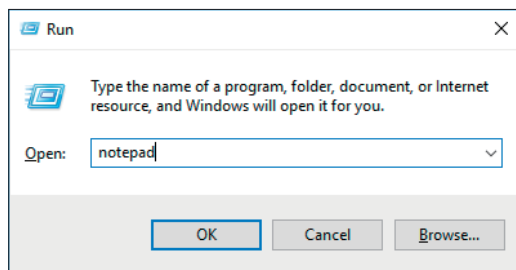 Run
Type the name of a program, folder, document, or Internet
resource, and Windows will open it for you.
Open: notepad
OK Cancel Browse...